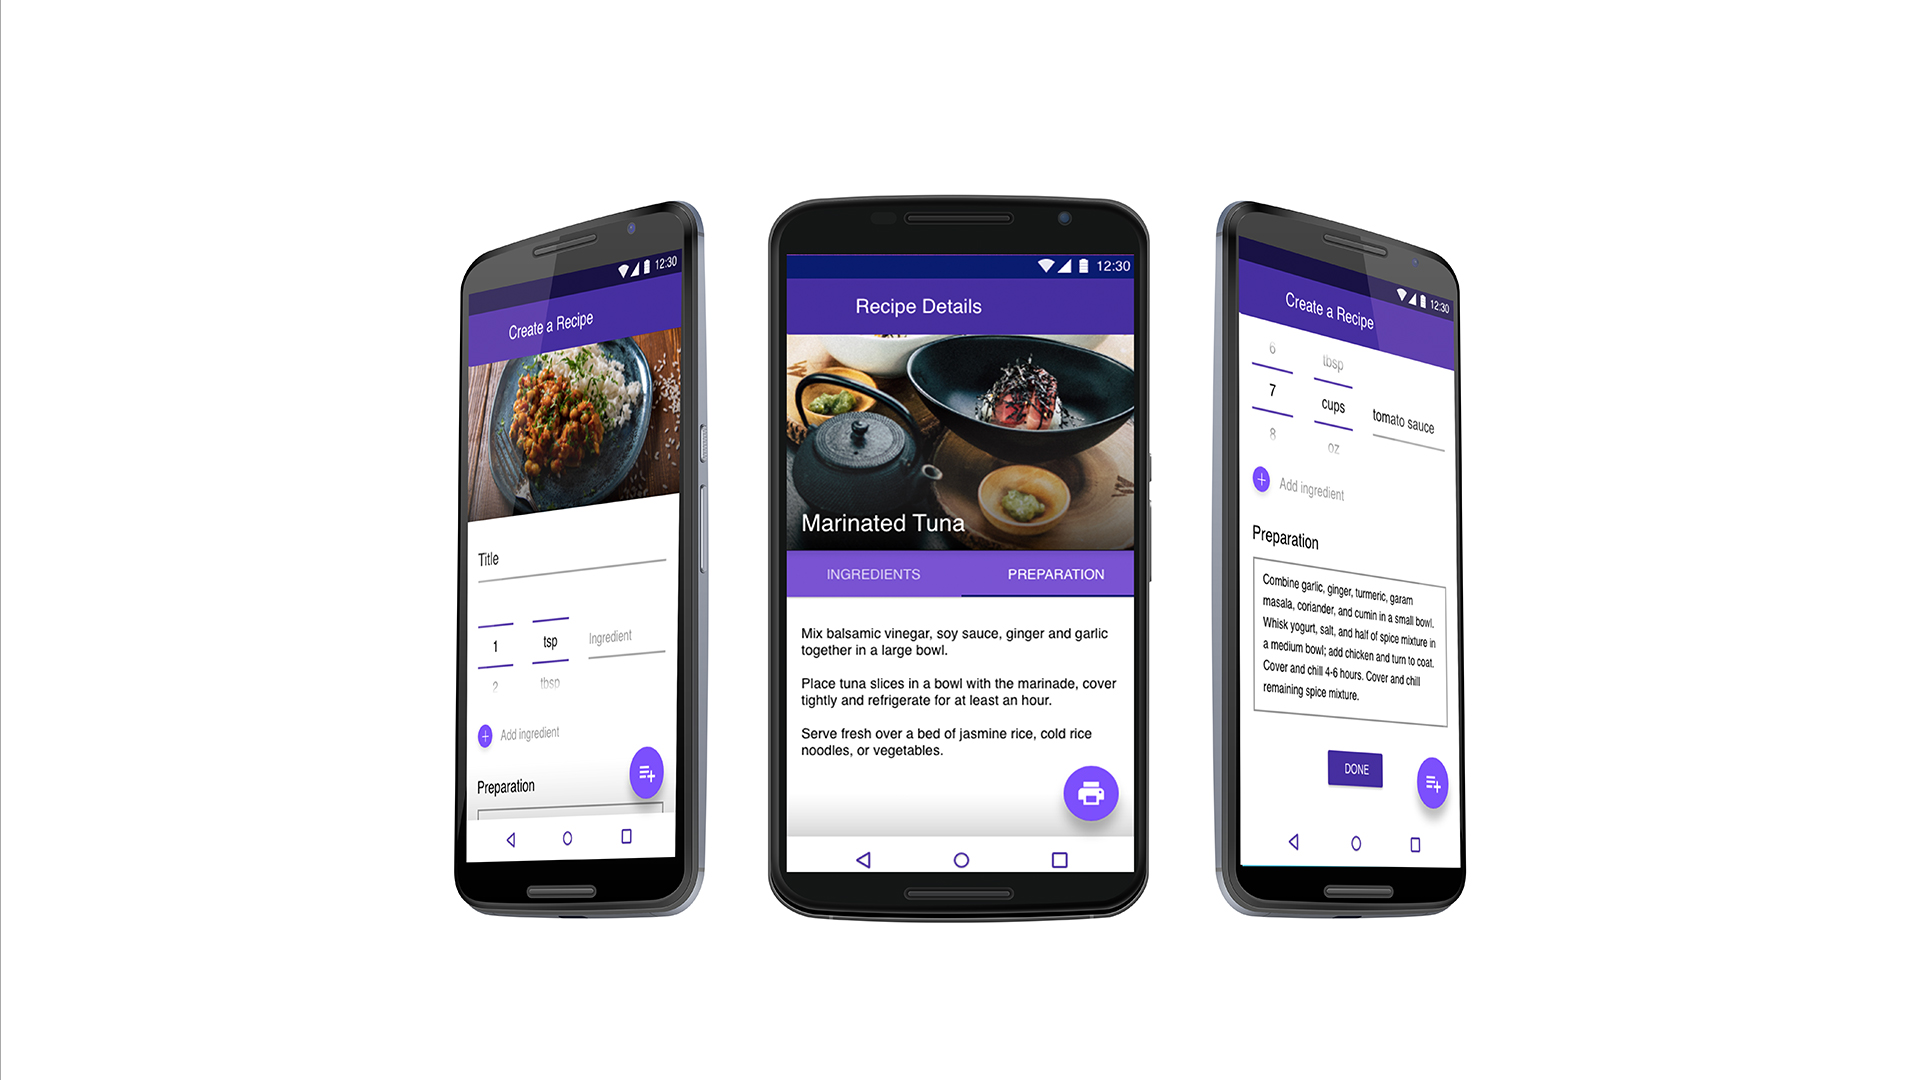 12:30
Create a Recipe
Title
1 tsp Ingredient
2 tbsp
Add ingredient
Preparation
12:30
Recipe Details
Marinated Tuna
INGREDIENTS PREPARATION
Mix balsamic vinegar, soy sauce, ginger and garlic
together in a large bowl.
Place tuna slices in a bowl with the marinade, cover
tightly and refrigerate for at least an hour.
Serve fresh over a bed of jasmine rice, cold rice
noodles, or vegetables.
12:30
Create a Recipe
6 tbsp
7 cups tomato sauce
8 oz
Add ingredient
Preparation
Combine garlic, ginger, turmeric, garam
masala, coriander, and cumin in a small bowl.
Whisk yogurt, salt, and half of spice mixture in
a medium bowl; add chicken and turn to coat.
Cover and chill 4-6 hours. Cover and chill
remaining spice mixture.
DONE